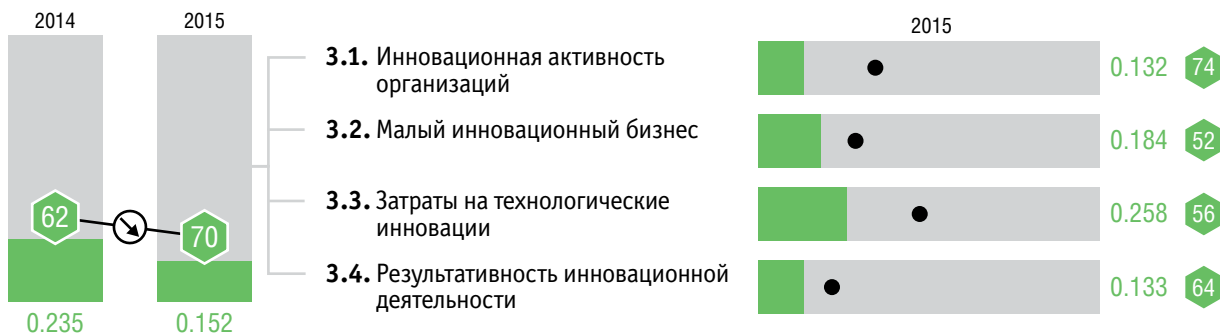 2014
2015
62
70
0.235
0.152
3.1. Инновационная активность
организаций
3.2. Малый инновационный бизнес
3.3. Затраты на технологические
инновации
3.4. Результативность инновационной
деятельности
2015
0.132 74
0.184 52
0.258 56
0.133 64